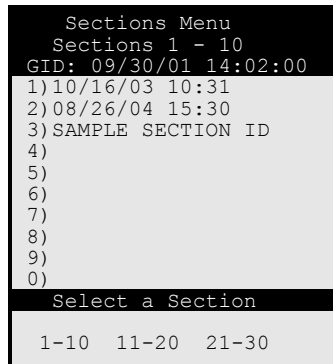 Sections Menu
Sections 1 - 10
GID: 09/30/01 14:02:00
1)10/16/03 10:31
2)08/26/04 15:30
3)SAMPLE SECTION ID
4)
5)
6)
7)
8)
9)
0)
Select a Section
1-10 11-20 21-30